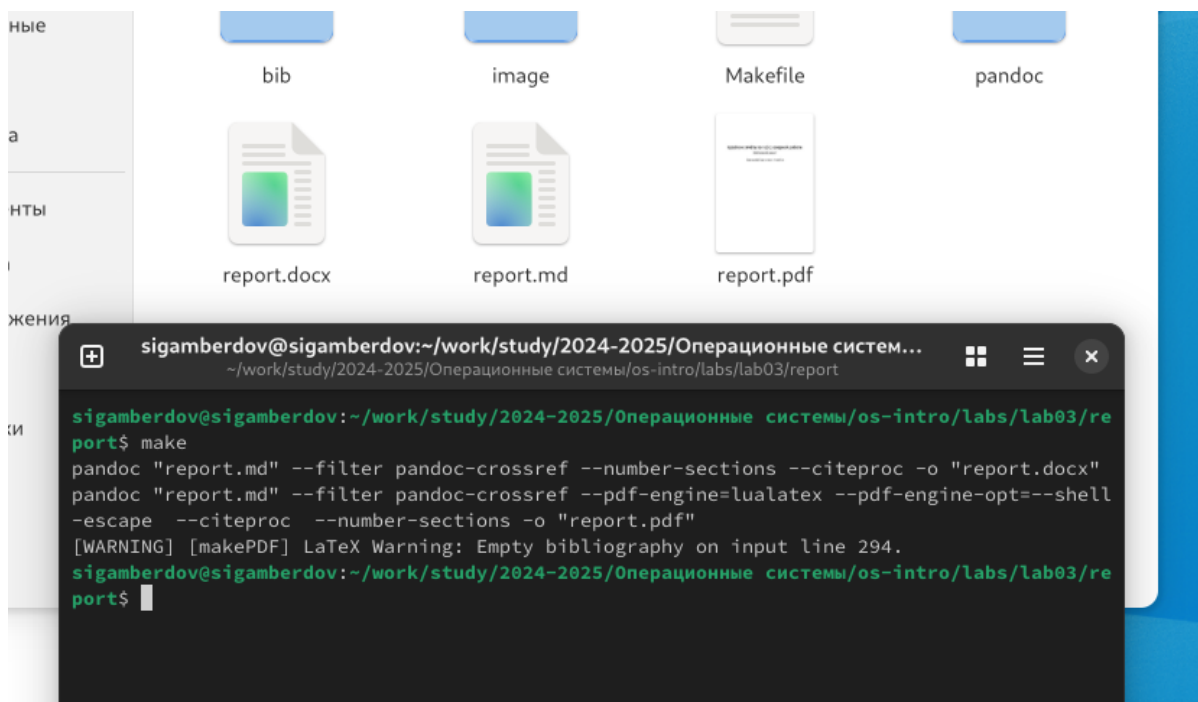 ные
bib image Makefile pandoc
а
нты
report.docx report.md report.pdf
жения
sigamberdov@sigamberdov:~/work/study/2024-2025/Операционные систем...
~/work/study/2024-2025/Операционные системы/os-intro/labs/lab03/report
ки
sigamberdov@sigamberdov:~/work/study/2024-2025/Операционные системы/os-intro/labs/lab03/re
port$ make
pandoc "report.md" --filter pandoc-crossref --number-sections --citeproc -o "report.docx"
pandoc "report.md" --filter pandoc-crossref --pdf-engine=lualatex --pdf-engine-opt=--shell
-escape  --citeproc  --number-sections -o "report.pdf"
[WARNING] [makePDF] LaTeX Warning: Empty bibliography on input line 294.
sigamberdov@sigamberdov:~/work/study/2024-2025/Операционные системы/os-intro/labs/lab03/re
port$